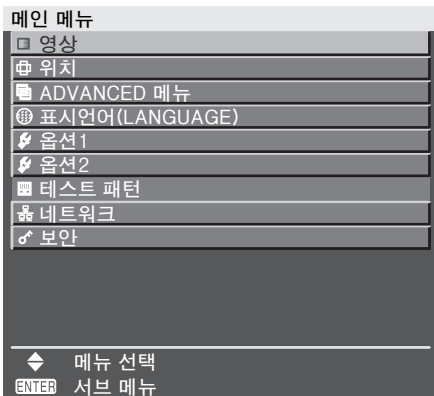 메인 메뉴
영상
위치
ADVANCED 메뉴
표시언어(LANGUAGE)
옵션1
옵션2
테스트 패턴
네트워크
보안
메뉴 선택
ENTER 서브 메뉴